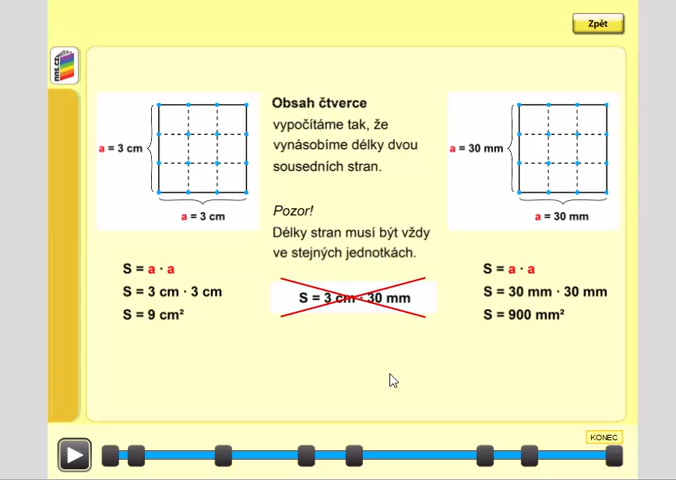 Zpět
nns.cz
Obsah čtverce
vypočítáme tak, že
vynásobíme délky dvou
sousedních stran.
Pozor!
Délky stran musí být vždy
ve stejných jednotkách.
S = 3 cm · 30 mm
a = 3 cm
a = 3 cm
S = a · a
S = 3 cm · 3 cm
S = 9 cm²
a = 30 mm
a = 30 mm
S = a · a
S = 30 mm · 30 mm
S = 900 mm²
KONEC